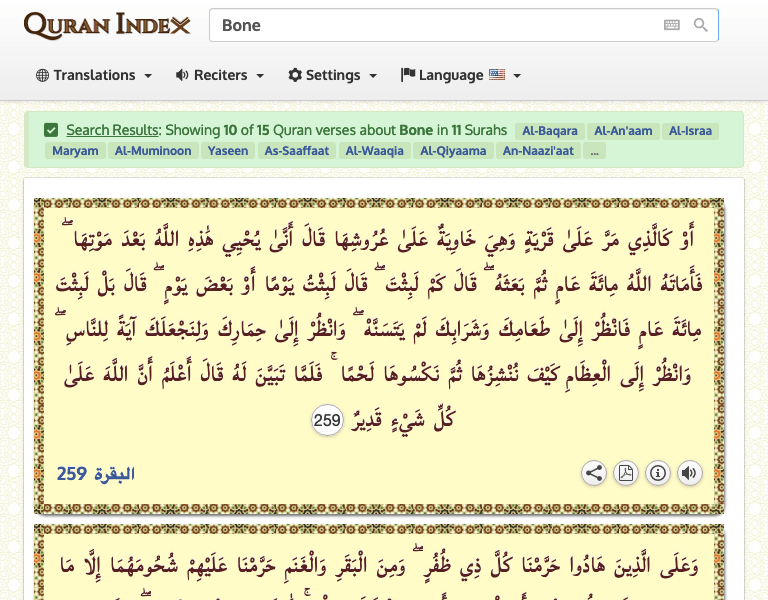 QURAN INDEX
Bone
Translations
Reciters
Settings
Language
Search Results: Showing 10 of 15 Quran verses about Bone in 11 Surahs Al-Baqara Al-An'aam Al-Israa
Maryam Al-Muminoon Yaseen As-Saaffaat Al-Waaqia Al-Qiyaama An-Naazi'aat ...
أَوْ كَالَّذِي مَرَّ عَلَىٰ قَرْيَةٍ وَهِيَ خَاوِيَةٌ عَلَىٰ عُرُوشِهَا قَالَ أَنَّىٰ يُحْيِي هَٰذِهِ اللَّهُ بَعْدَ مَوْتِهَا ۖ
فَأَمَاتَهُ اللَّهُ مِائَةَ عَامٍ ثُمَّ بَعَثَهُ ۖ قَالَ كَمْ لَبِثْتَ ۖ قَالَ لَبِثْتُ يَوْمًا أَوْ بَعْضَ يَوْمٍ ۖ قَالَ بَلْ لَبِثْتَ
مِائَةَ عَامٍ فَانْظُرْ إِلَىٰ طَعَامِكَ وَشَرَابِكَ لَمْ يَتَسَنَّهْ ۖ وَانْظُرْ إِلَىٰ حِمَارِكَ وَلِنَجْعَلَكَ آيَةً لِلنَّاسِ ۖ
وَانْظُرْ إِلَى الْعِظَامِ كَيْفَ نُنْشِزُهَا ثُمَّ نَكْسُوهَا لَحْمًا ۚ فَلَمَّا تَبَيَّنَ لَهُ قَالَ أَعْلَمُ أَنَّ اللَّهَ عَلَىٰ
كُلِّ شَيْءٍ قَدِيرٌ 259
البقرة 259
وَعَلَى الَّذِينَ هَادُوا حَرَّمْنَا كُلَّ ذِي ظُفُرٍ ۖ وَمِنَ الْبَقَرِ وَالْغَنَمِ حَرَّمْنَا عَلَيْهِمْ شُحُومَهُمَا إِلَّا مَا